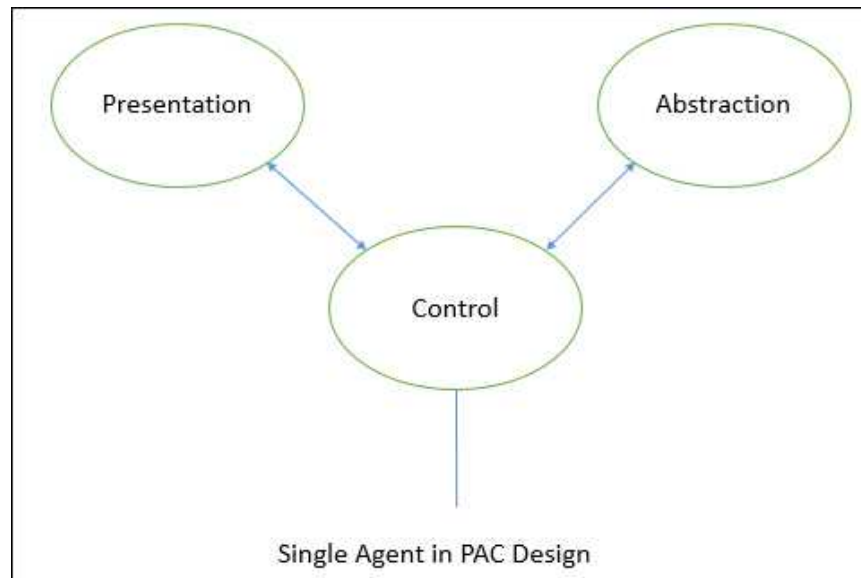 Presentation
Abstraction
Control
Single Agent in PAC Design